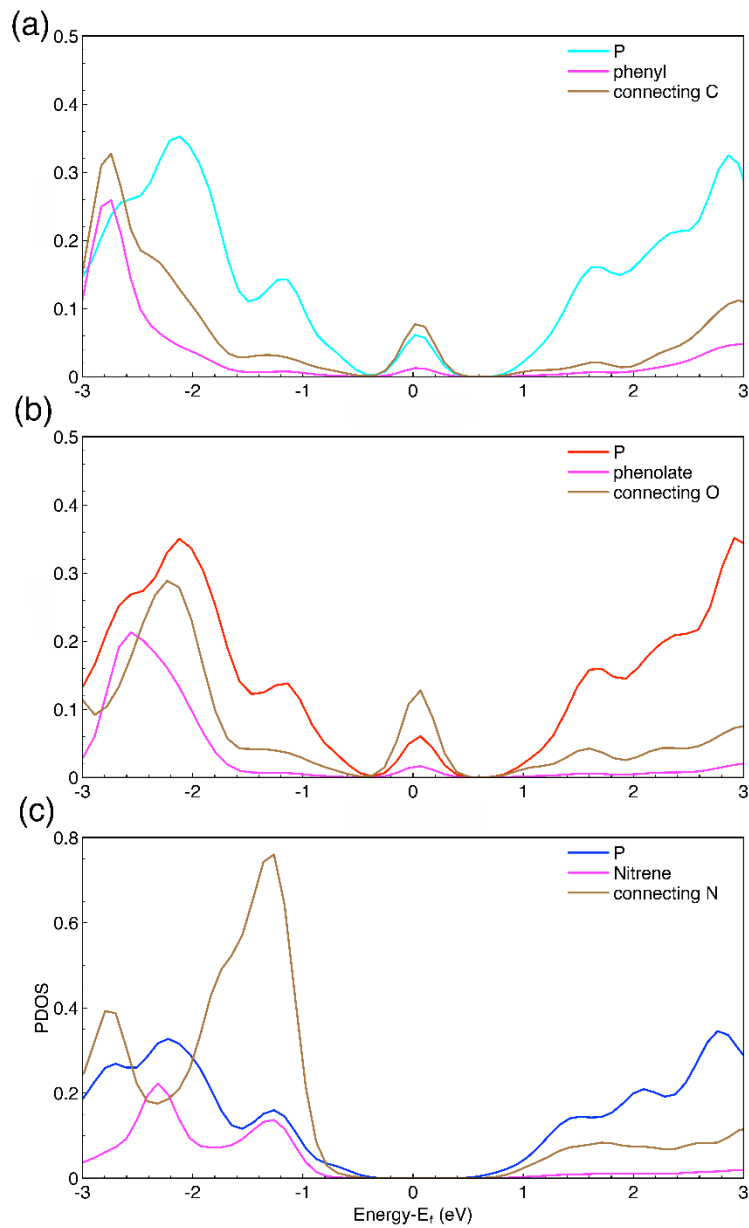 (a)
0.5
0.4
0.3
0.2
0.1
0
P
phenyl
connecting C
-3 -2 -1 0 1 2 3
(b)
0.5
0.4
0.3
0.2
0.1
0
P
phenolate
connecting O
-3 -2 -1 0 1 2 3
(c)
0.8
0.6
0.4
0.2
0
PDOS
P
Nitrene
connecting N
-3 -2 -1 0 1 2 3
Energy-Ef (eV)